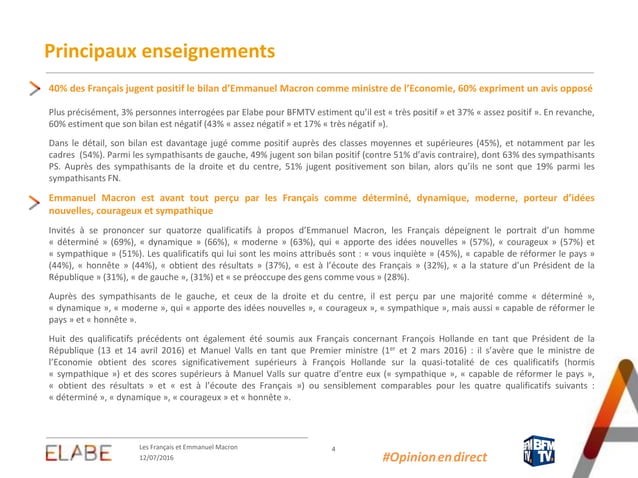 Principaux enseignements
40% des Français jugent positif le bilan d’Emmanuel Macron comme ministre de l’Economie, 60% expriment un avis opposé
Plus précisément, 3% personnes interrogées par Elabe pour BFMTV estiment qu’il est « très positif » et 37% « assez positif ». En revanche,
60% estiment que son bilan est négatif (43% « assez négatif » et 17% « très négatif »).
Dans le détail, son bilan est davantage jugé comme positif auprès des classes moyennes et supérieures (45%), et notamment par les
cadres (54%). Parmi les sympathisants de gauche, 49% jugent son bilan positif (contre 51% d’avis contraire), dont 63% des sympathisants
PS. Auprès des sympathisants de la droite et du centre, 51% jugent positivement son bilan, alors qu’ils ne sont que 19% parmi les
sympathisants FN.
Emmanuel Macron est avant tout perçu par les Français comme déterminé, dynamique, moderne, porteur d’idées
nouvelles, courageux et sympathique
Invités à se prononcer sur quatorze qualificatifs à propos d’Emmanuel Macron, les Français dépeignent le portrait d’un homme
« déterminé » (69%), « dynamique » (66%), « moderne » (63%), qui « apporte des idées nouvelles » (57%), « courageux » (57%) et
« sympathique » (51%). Les qualificatifs qui lui sont les moins attribués sont : « vous inquiète » (45%), « capable de réformer le pays »
(44%), « honnête » (44%), « obtient des résultats » (37%), « est à l’écoute des Français » (32%), « a la stature d’un Président de la
République » (31%), « de gauche », (31%) et « se préoccupe des gens comme vous » (28%).
Auprès des sympathisants de le gauche, et ceux de la droite et du centre, il est perçu par une majorité comme « déterminé »,
« dynamique », « moderne », qui « apporte des idées nouvelles », « courageux », « sympathique », mais aussi « capable de réformer le
pays » et « honnête ».
Huit des qualificatifs précédents ont également été soumis aux Français concernant François Hollande en tant que Président de la
République (13 et 14 avril 2016) et Manuel Valls en tant que Premier ministre (1er et 2 mars 2016) : il s’avère que le ministre de
l’Economie obtient des scores significativement supérieurs à François Hollande sur la quasi-totalité de ces qualificatifs (hormis
« sympathique ») et des scores supérieurs à Manuel Valls sur quatre d’entre eux (« sympathique », « capable de réformer le pays »,
« obtient des résultats » et « est à l’écoute des Français ») ou sensiblement comparables pour les quatre qualificatifs suivants :
« déterminé », « dynamique », « courageux » et « honnête ».
ELABE
Les Français et Emmanuel Macron
12/07/2016
4
#Opinionendirect
BFM
TV